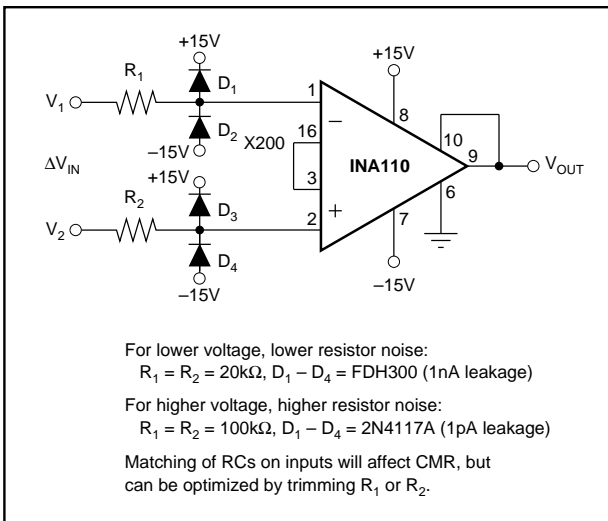 +15V
R1
D1
V1
1
D2
−15V
+15V
8
16
X200
10
INA110
9
VOUT
ΔVIN
+15V
3
6
R2
D3
−
+
V2
2
7
D4
−15V
−15V
For lower voltage, lower resistor noise:
R1 = R2 = 20kΩ, D1 – D4 = FDH300 (1nA leakage)
For higher voltage, higher resistor noise:
R1 = R2 = 100kΩ, D1 – D4 = 2N4117A (1pA leakage)
Matching of RCs on inputs will affect CMR, but
can be optimized by trimming R1 or R2.